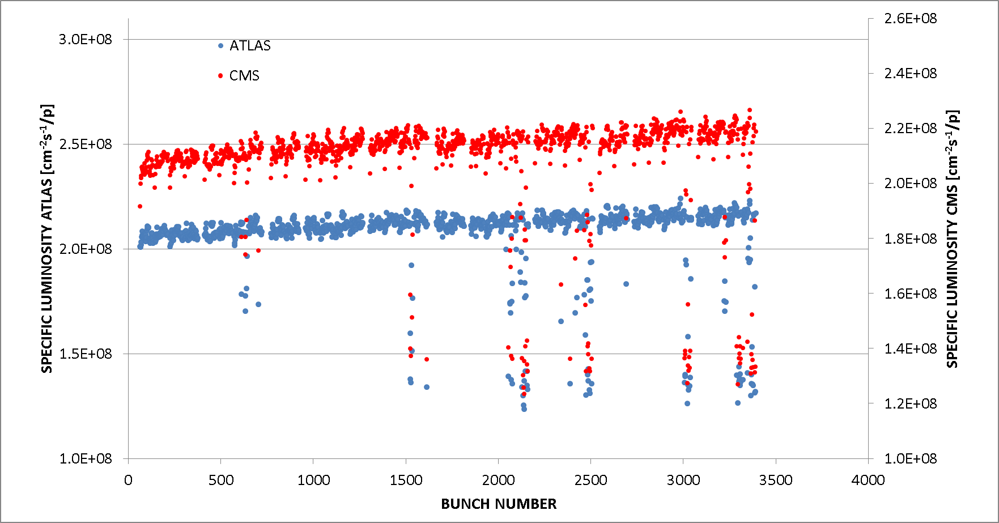 ATLAS
CMS
SPECIFIC LUMINOSITY ATLAS [cm⁻²s⁻¹/p]
3.0E+08
2.5E+08
2.0E+08
1.5E+08
1.0E+08
SPECIFIC LUMINOSITY CMS [cm⁻²s⁻¹/p]
2.6E+08
2.4E+08
2.2E+08
2.0E+08
1.8E+08
1.6E+08
1.4E+08
1.2E+08
1.0E+08
0 500 1000 1500 2000 2500 3000 3500 4000
BUNCH NUMBER